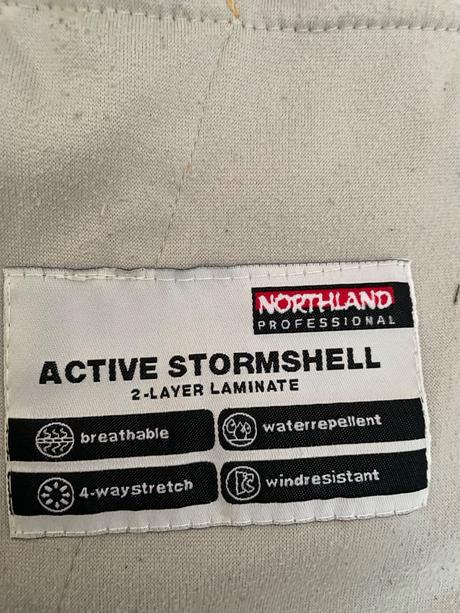 NORTHLAND
PROFESSIONAL
ACTIVE STORMSHELL
2-LAYER LAMINATE
breathable
waterrepellent
4-waystretch
windresistant